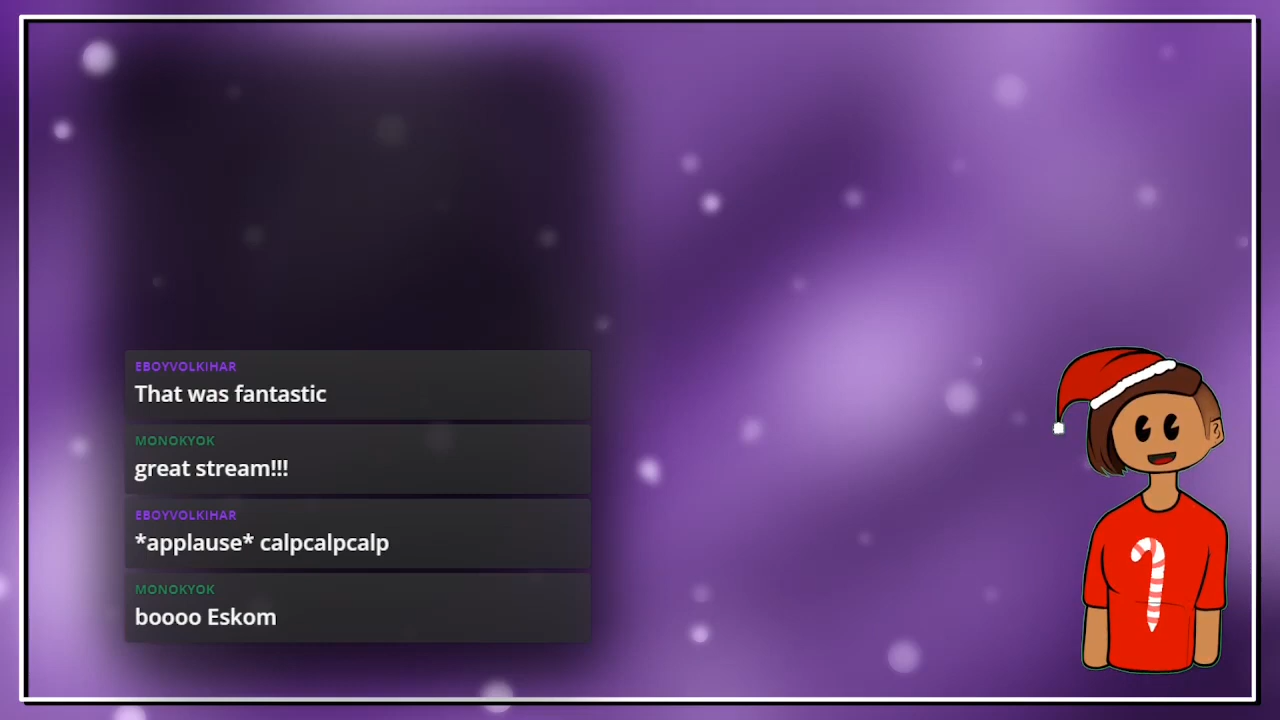 EBOYVOLKIHAR
That was fantastic
MONOKYOK
great stream!!!
EBOYVOLKIHAR
*applause* calpcalpcalp
MONOKYOK
boooo Eskom